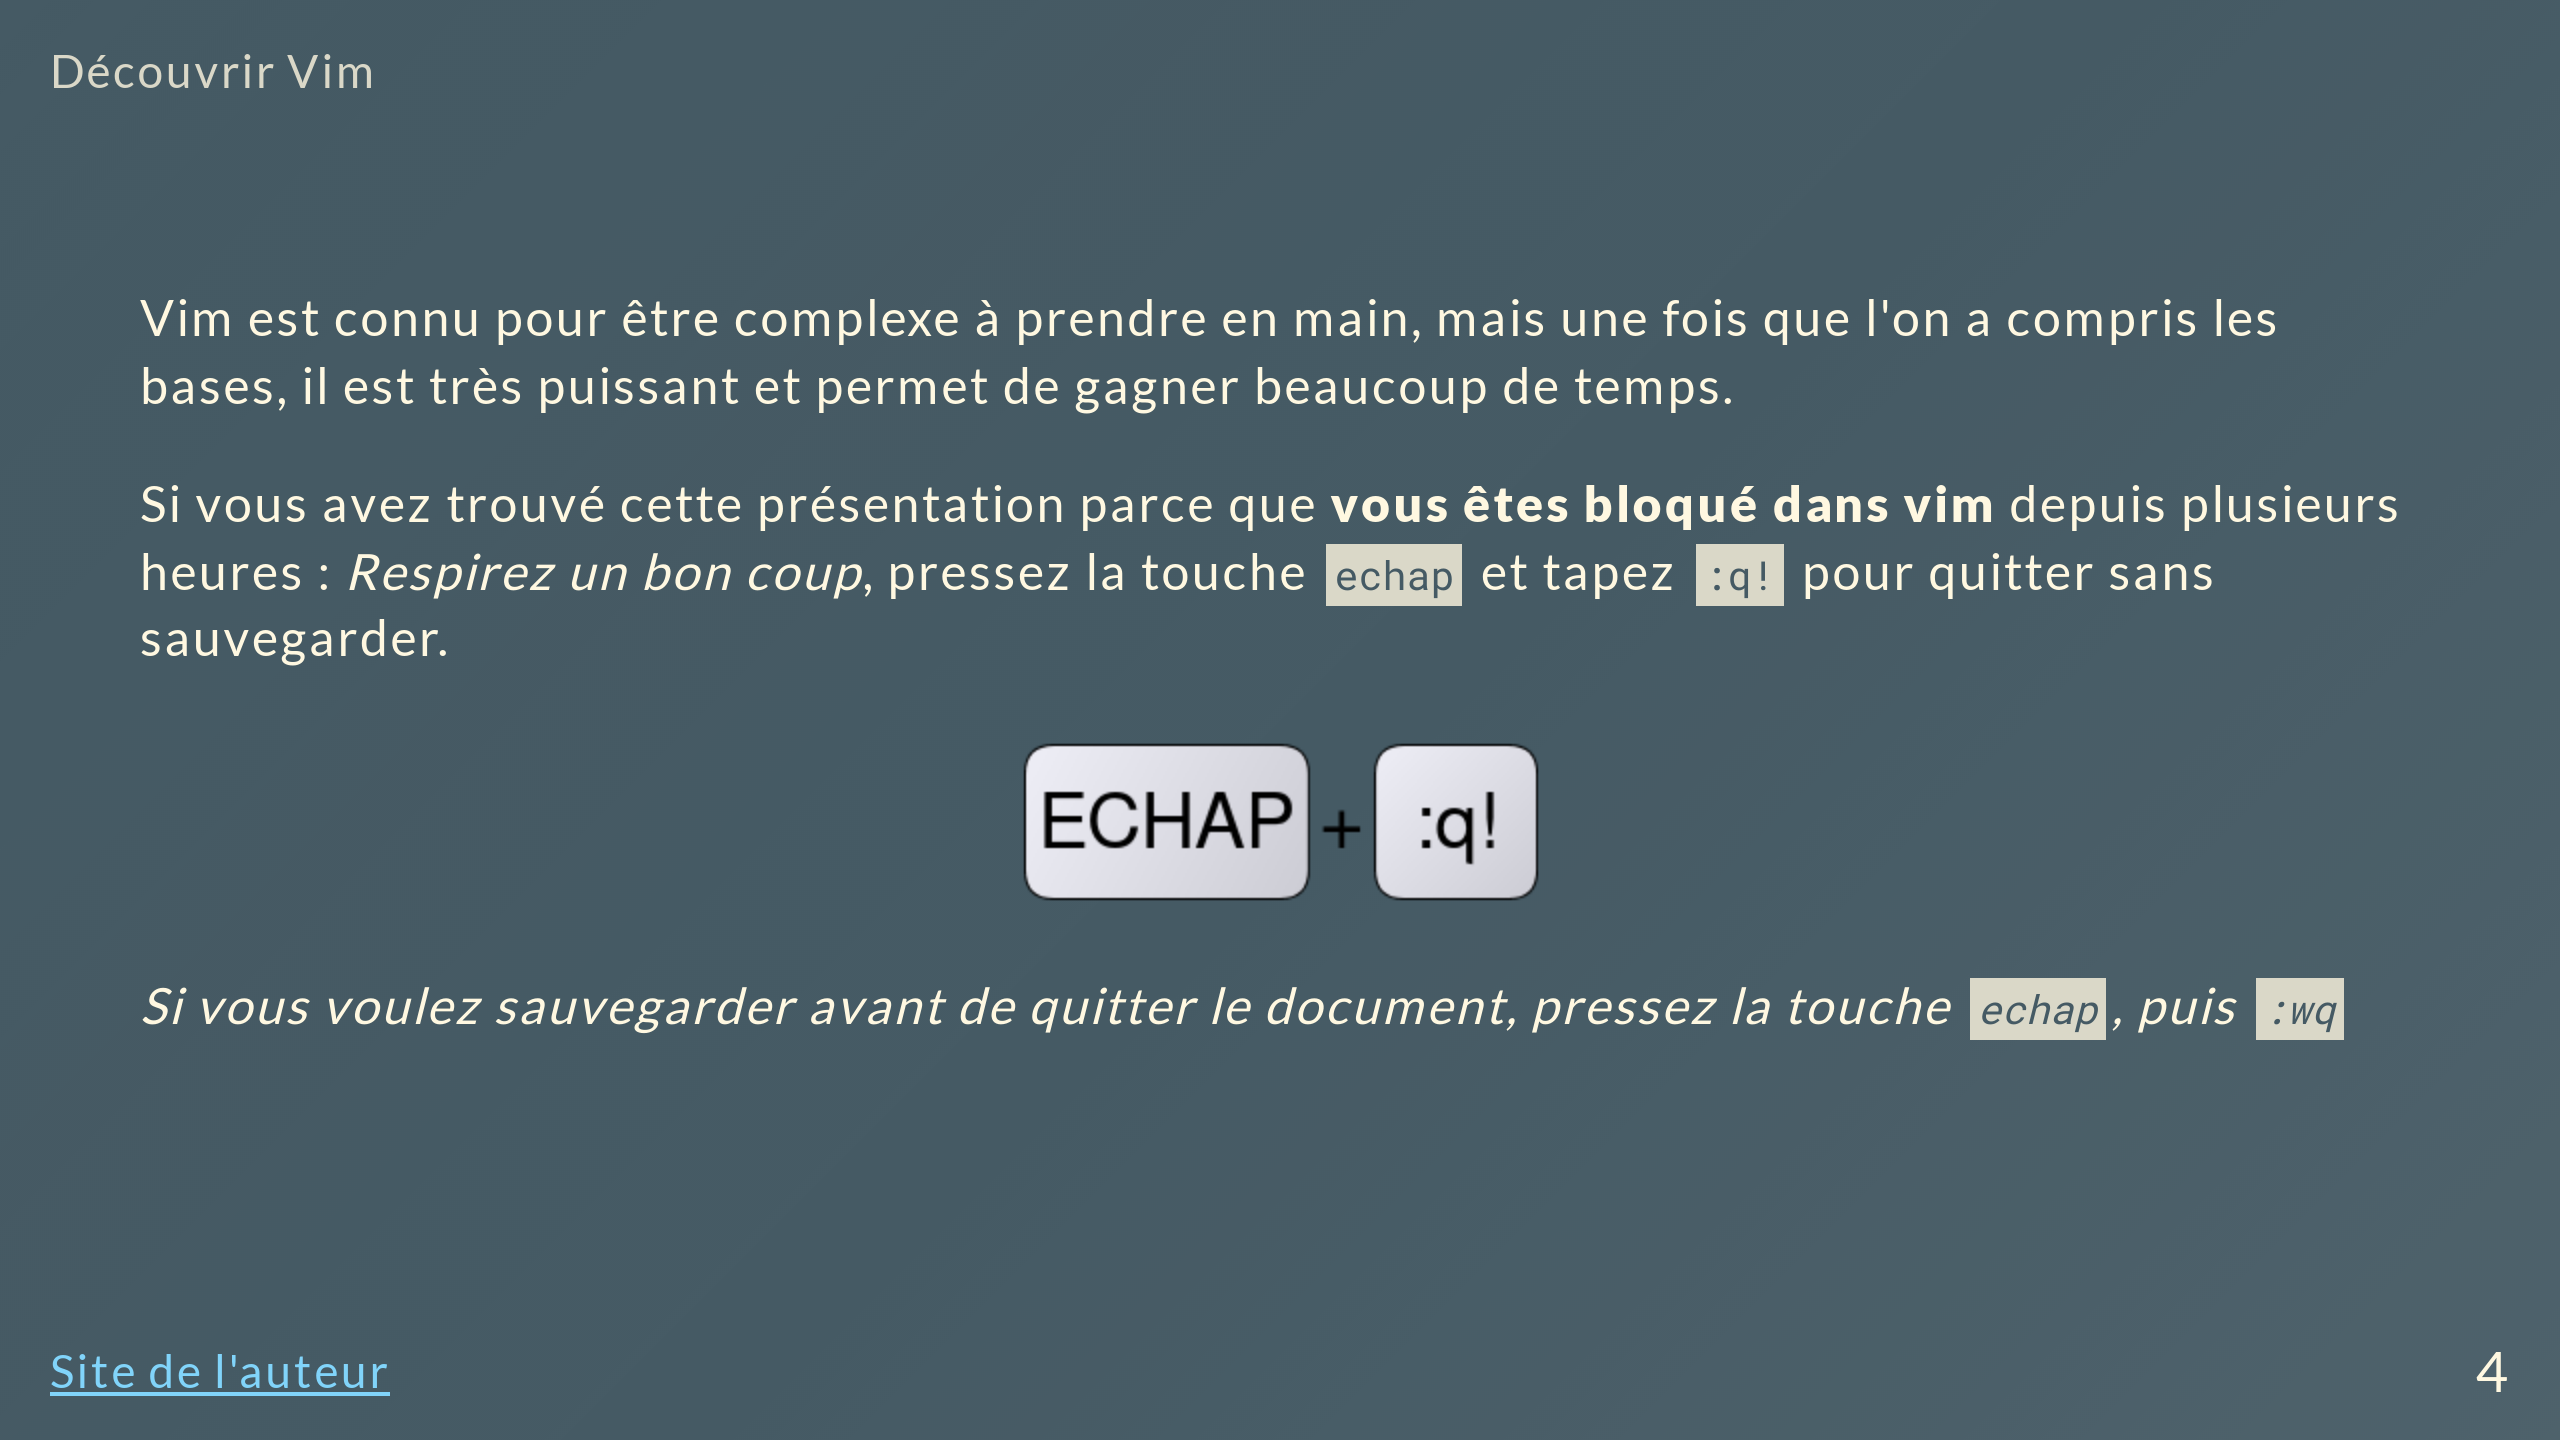 Découvrir Vim
Vim est connu pour être complexe à prendre en main, mais une fois que l'on a compris les
bases, il est très puissant et permet de gagner beaucoup de temps.
Si vous avez trouvé cette présentation parce que vous êtes bloqué dans vim depuis plusieurs
heures : Respirez un bon coup, pressez la touche echap et tapez :q! pour quitter sans
sauvegarder.
ECHAP + :q!
Si vous voulez sauvegarder avant de quitter le document, pressez la touche echap, puis :wq
Site de l'auteur
4